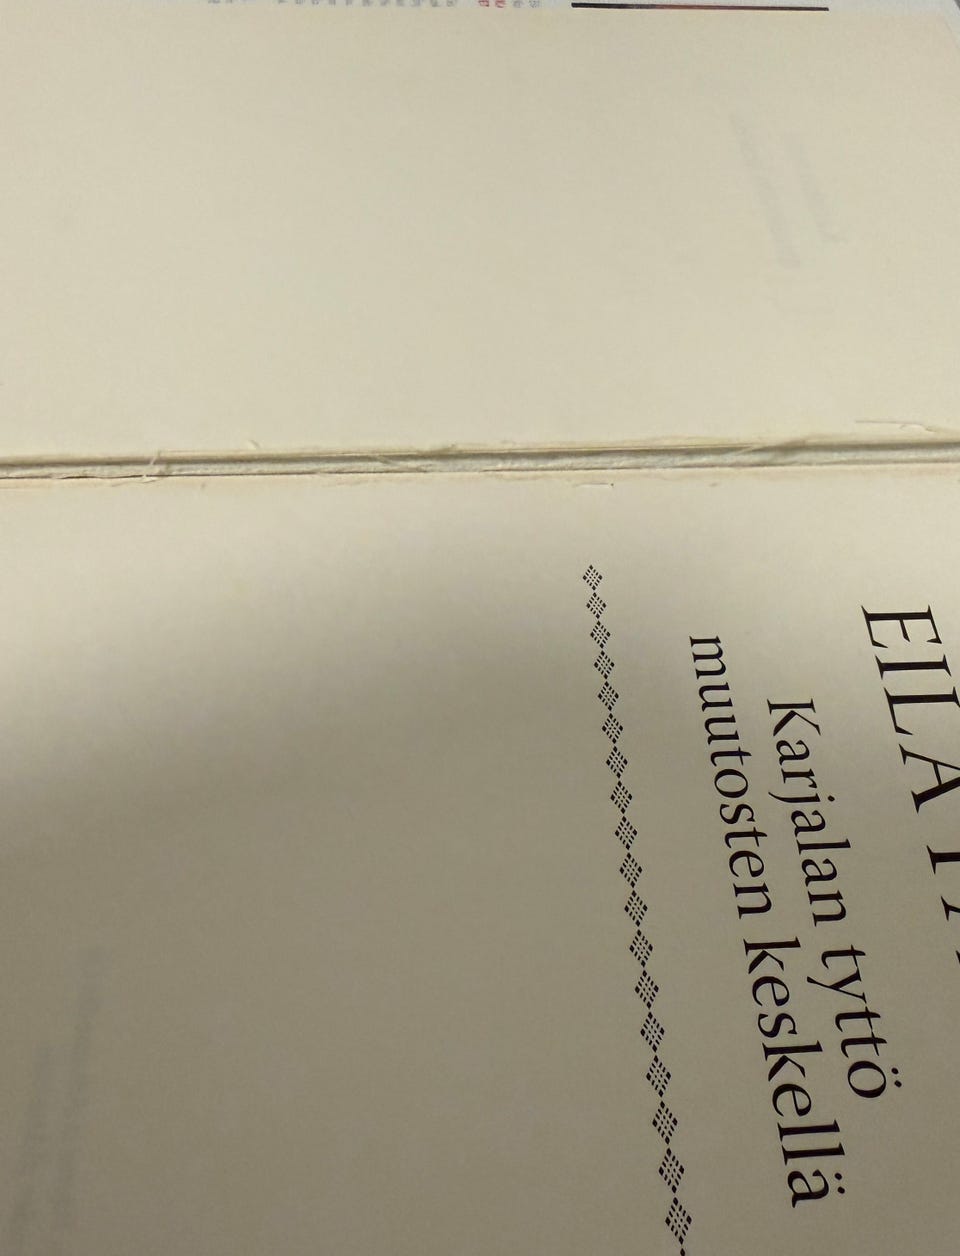 EILA
Karjalan tyttö
muutosten keskellä